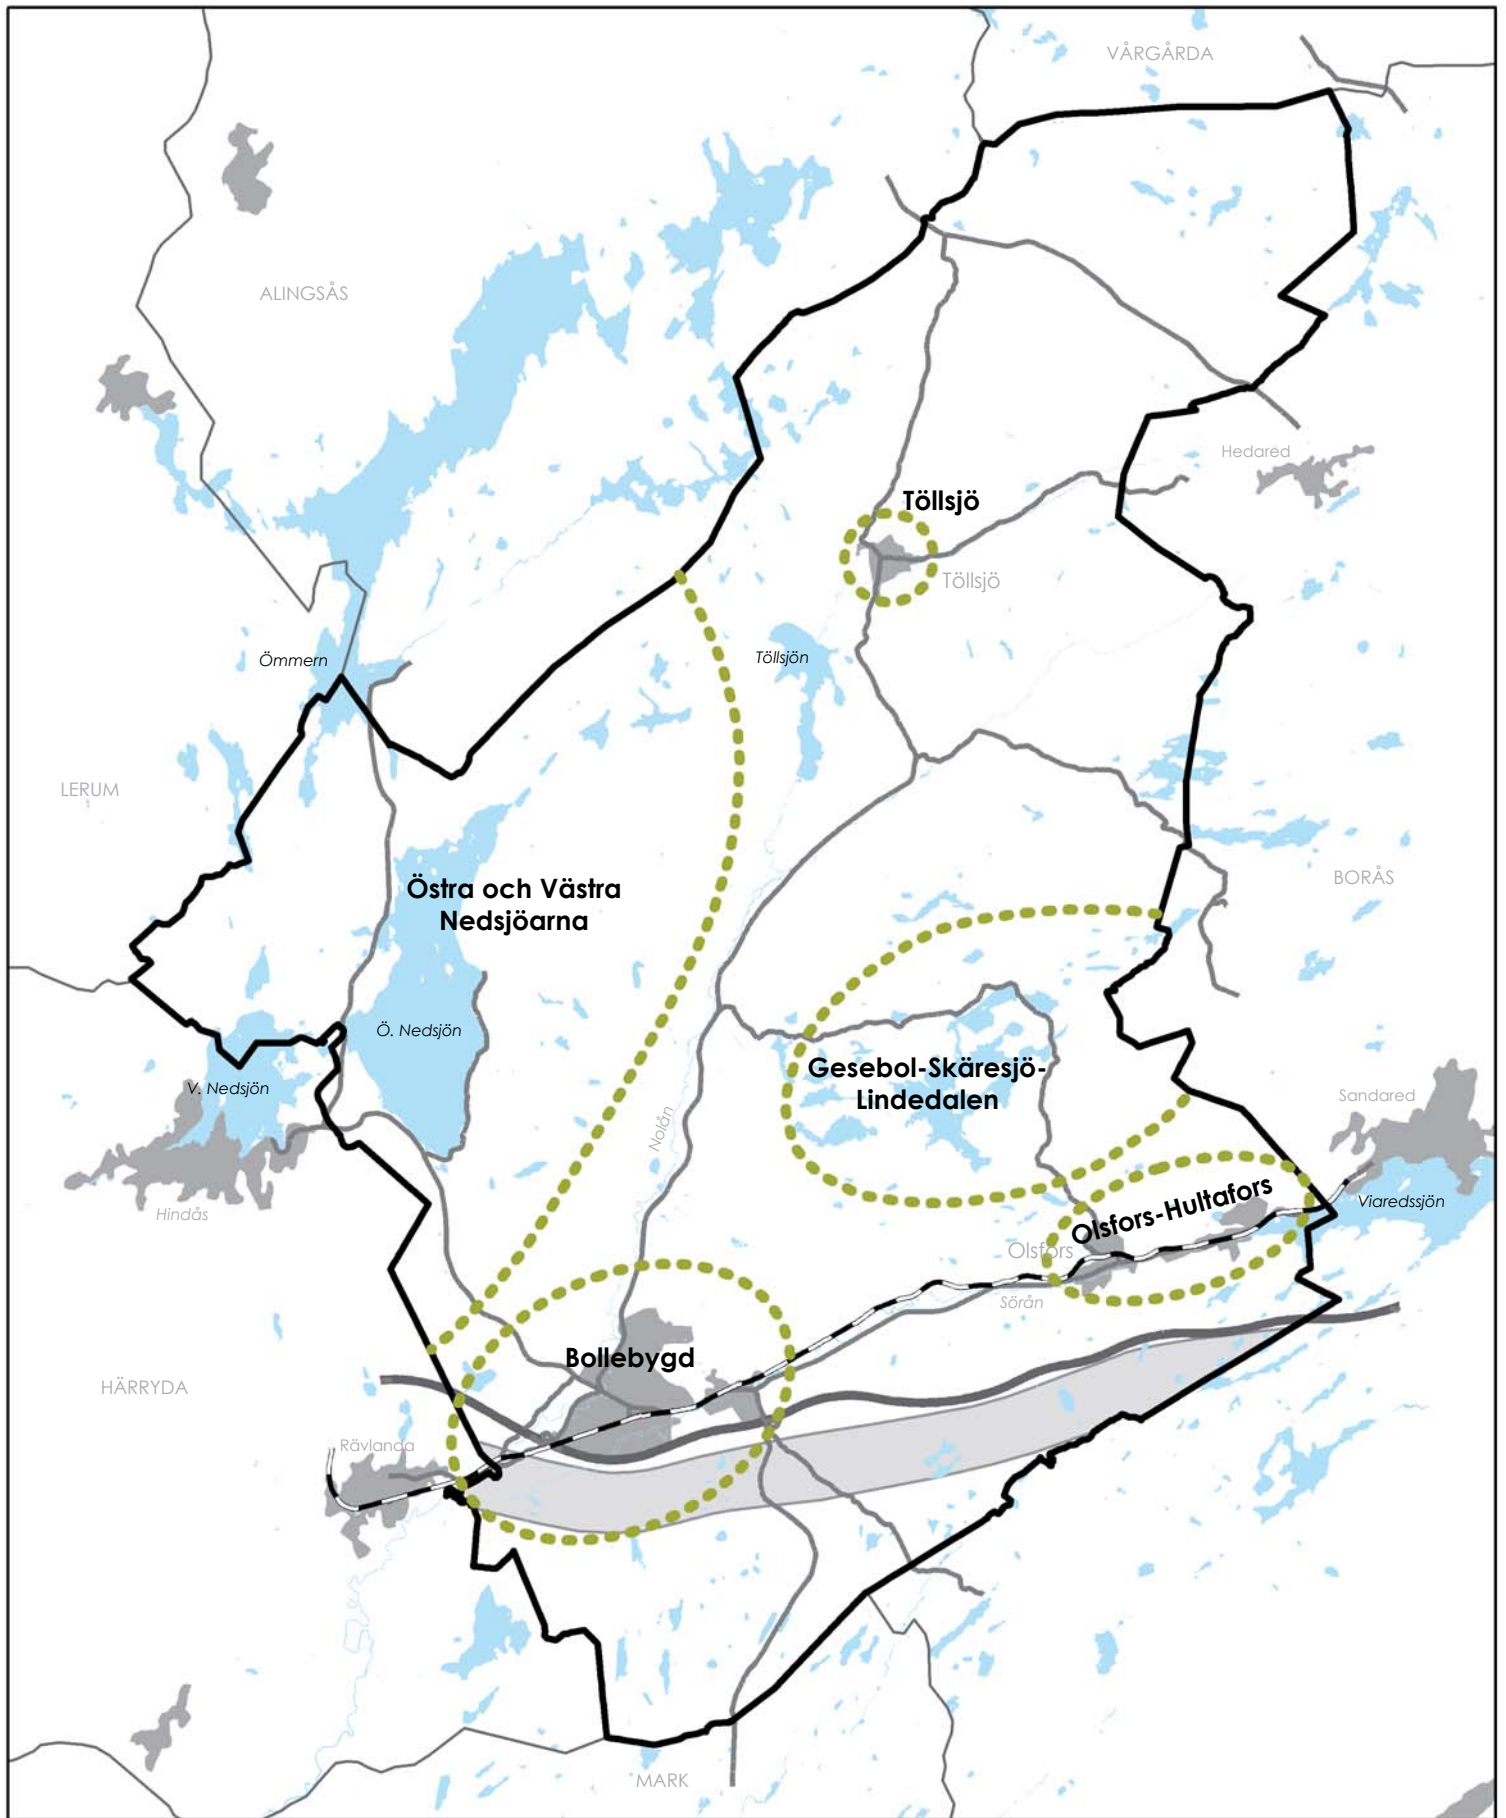 VÅRGÅRDA
ALINGSÅS
Hedared
Töllsjö
Töllsjö
Ömmern
Töllsjön
LERUM
BORÅS
Östra och Västra
Nedsjöarna
Ö. Nedsjön
V. Nedsjön
Gesebol-Skäresjö-
Lindedalen
Sandared
Nolån
Hindås
Olsfors-Hultafors
Viaredssjön
Olsfors
Sörån
Bollebygd
HÄRRYDA
Rävlanda
MARK